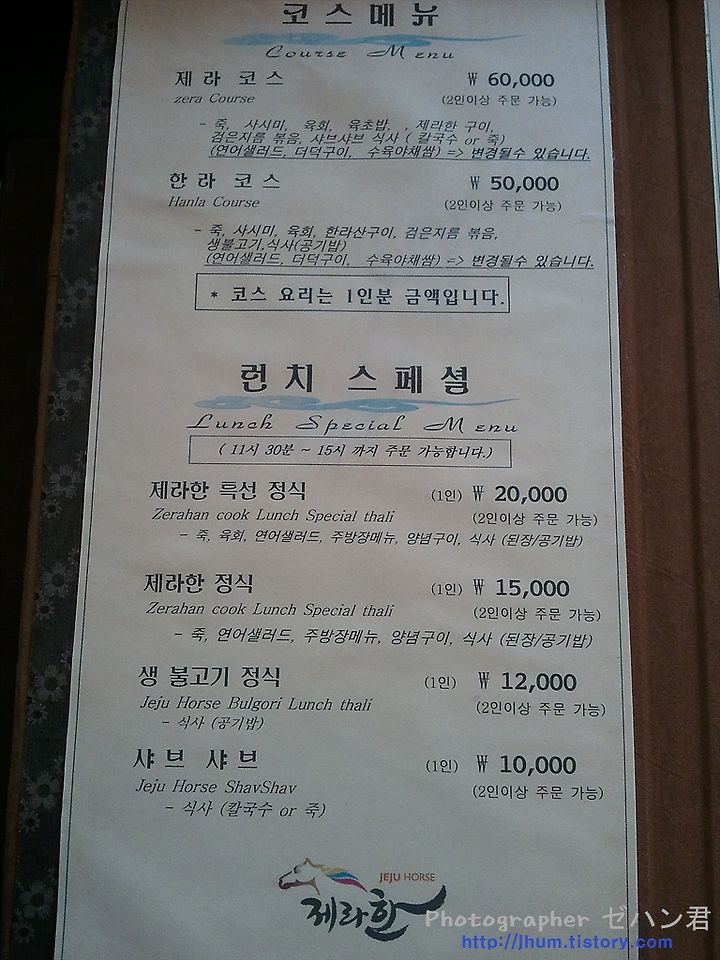 코스메뉴
Course Menu
제라 코스 ₩ 60,000
zera Course (2인이상 주문 가능)
- 죽, 사시미, 육회, 육초밥, , 제라한 구이,
검은지름 볶음, 샤브샤브 식사 ( 칼국수 or 죽)
(연어샐러드, 더덕구이, 수육야채쌈) => 변경될수 있습니다.
한라 코스 ₩ 50,000
Hanla Course (2인이상 주문 가능)
- 죽, 사시미, 육회, 한라산구이, 검은지름 볶음,
생불고기,식사(공기밥)
(연어샐러드, 더덕구이, 수육야채쌈) => 변경될수 있습니다.
* 코스 요리는 1인분 금액입니다.
런치 스페셜
Lunch Special Menu
( 11시 30분 ~ 15시 까지 주문 가능합니다.)
제라한 특선 정식 (1인) ₩ 20,000
Zerahan cook Lunch Special thali (2인이상 주문 가능)
- 죽, 육회, 연어샐러드, 주방장메뉴, 양념구이, 식사 (된장/공기밥)
제라한 정식 (1인) ₩ 15,000
Zerahan cook Lunch Special thali (2인이상 주문 가능)
- 죽, 연어샐러드, 주방장메뉴, 양념구이, 식사 (된장/공기밥)
생 불고기 정식 (1인) ₩ 12,000
Jeju Horse Bulgori Lunch thali (2인이상 주문 가능)
- 식사 (공기밥)
샤브 샤브 (1인) ₩ 10,000
Jeju Horse ShavShav (2인이상 주문 가능)
- 식사 (칼국수 or 죽)
JEJU HORSE
제라한
Photographer ゼハン君
http://jhum.tistory.com